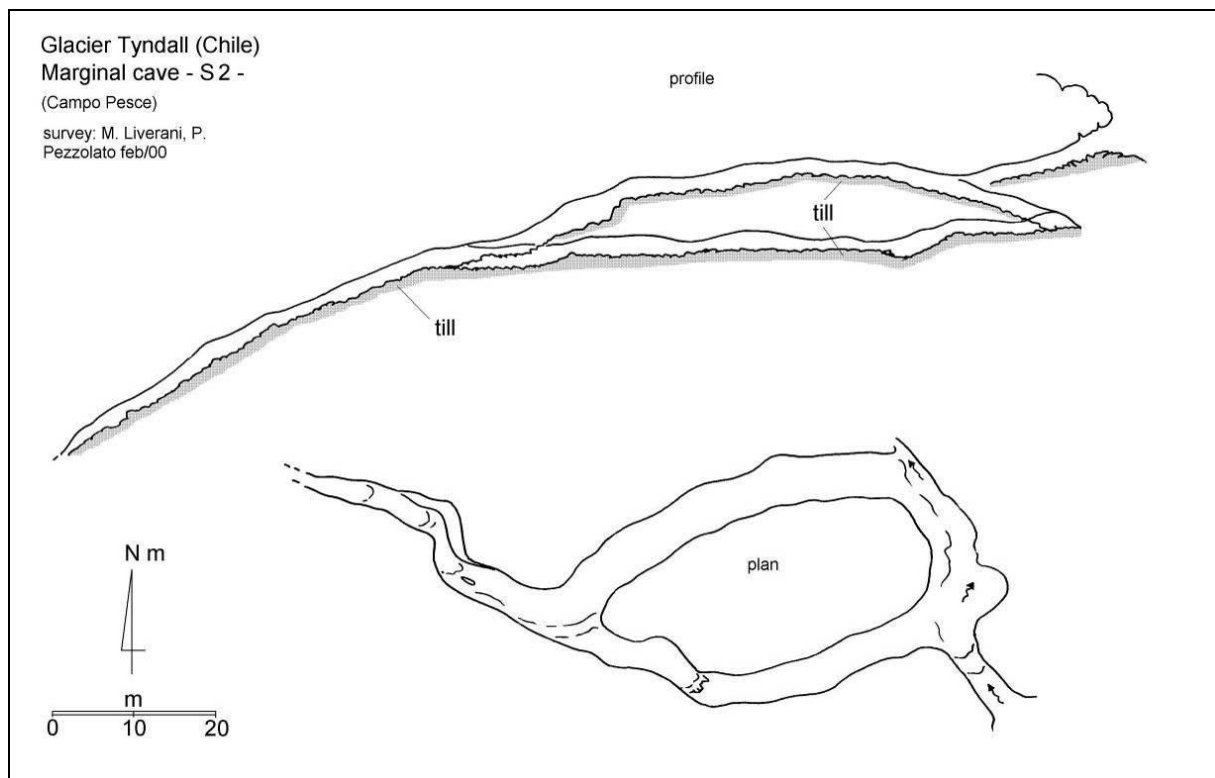 Glacier Tyndall (Chile)
Marginal cave - S 2 -
(Campo Pesce)
survey: M. Liverani, P.
Pezzolato feb/00
profile
till
till
plan
N m
m
0 10 20